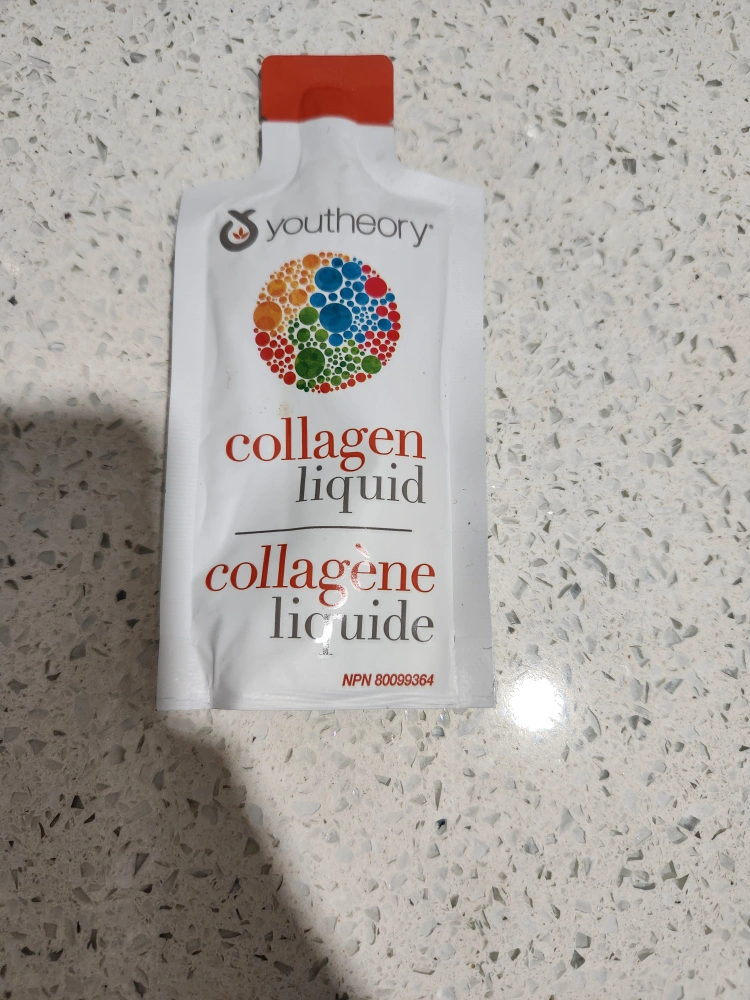 youtheory®
collagen
liquid
collagène
liquide
NPN 80099364